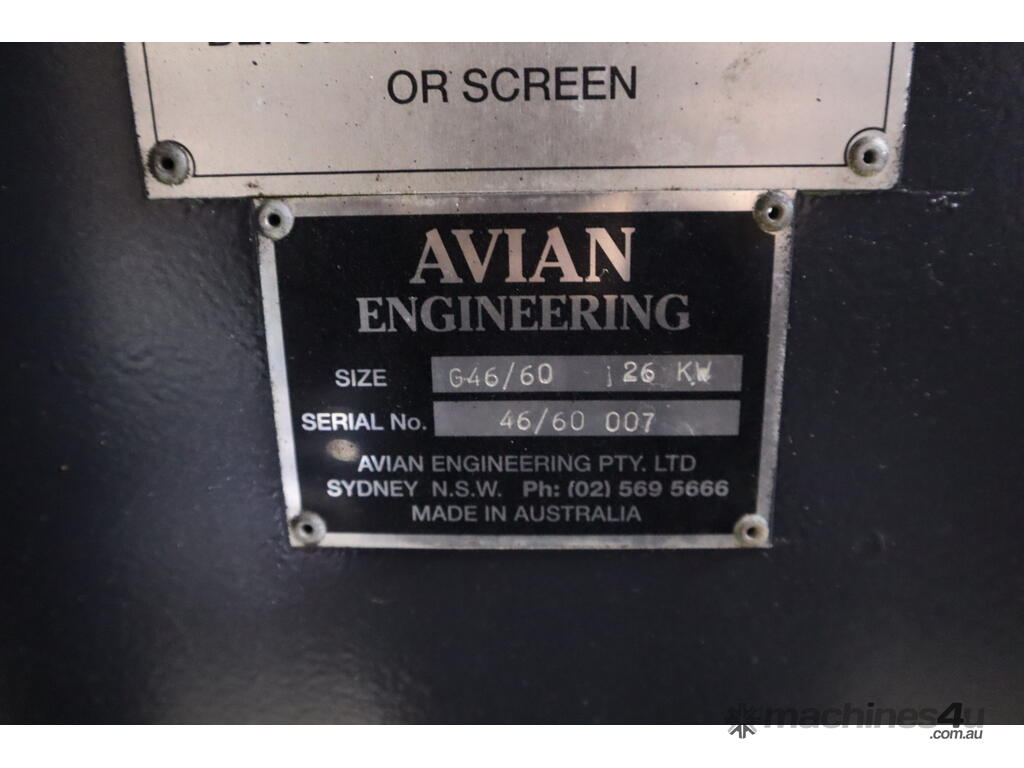 OR SCREEN
AVIAN
ENGINEERING
SIZE G46/60 26 KW
SERIAL No. 46/60 007
AVIAN ENGINEERING PTY. LTD
SYDNEY N.S.W. Ph: (02) 569 5666
MADE IN AUSTRALIA
machines4u
.com.au